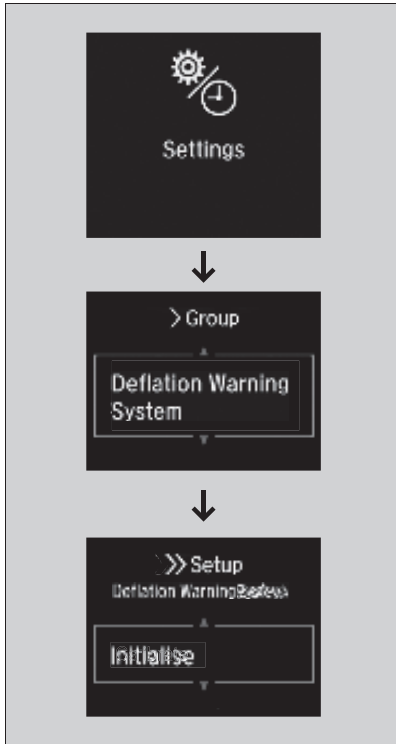 Settings
> Group
Deflation Warning
System
>> Setup
Deflation Warning
Initialise